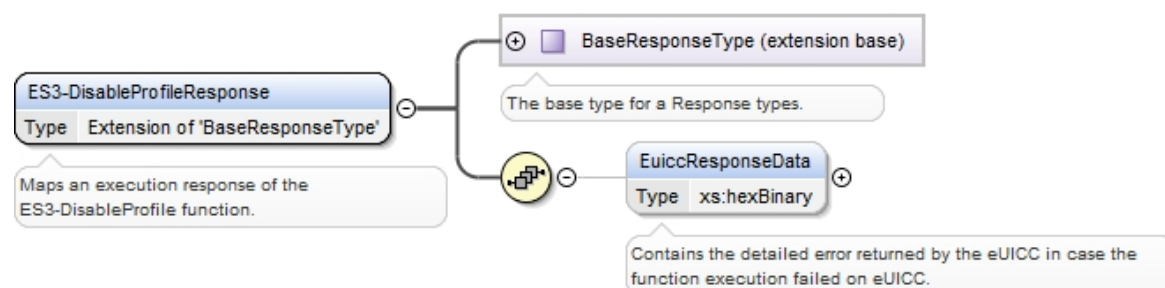 BaseResponseType (extension base)
The base type for a Response types.
ES3-DisableProfileResponse
Type Extension of 'BaseResponseType'
Maps an execution response of the
ES3-DisableProfile function.
EuiccResponseData
Type xs:hexBinary
Contains the detailed error returned by the eUICC in case the
function execution failed on eUICC.